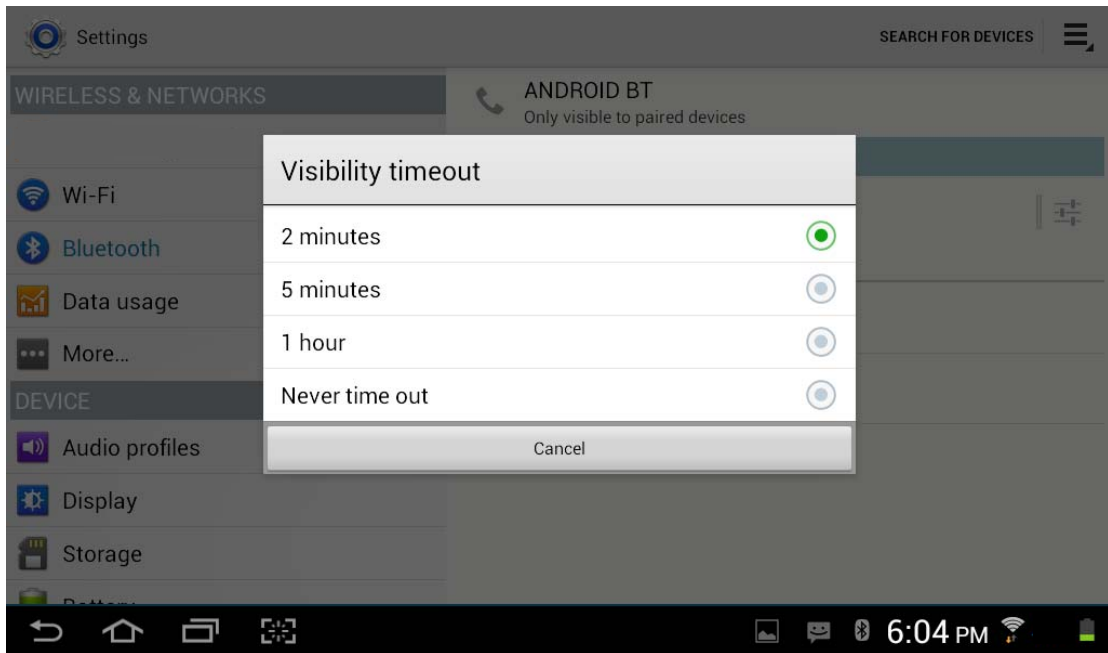 Settings
SEARCH FOR DEVICES
WIRELESS & NETWORKS
Wi-Fi
Bluetooth
Data usage
More...
DEVICE
Audio profiles
Display
Storage
Battery
ANDROID BT
Only visible to paired devices
Visibility timeout
2 minutes
5 minutes
1 hour
Never time out
Cancel
6:04 PM